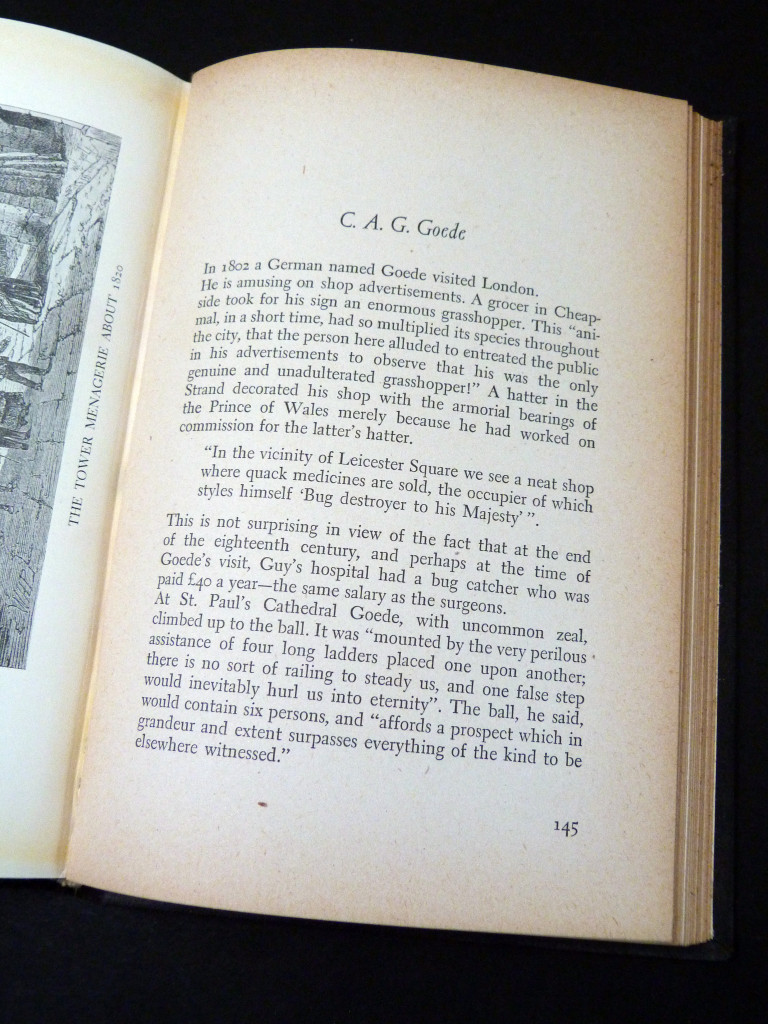 THE TOWER MENAGERIE ABOUT 1820
C. A. G. Goede
In 1802 a German named Goede visited London.
He is amusing on shop advertisements. A grocer in Cheap-
side took for his sign an enormous grasshopper. This “ani-
mal, in a short time, had so multiplied its species throughout
the city, that the person here alluded to entreated the public
in his advertisements to observe that his was the only
genuine and unadulterated grasshopper!” A hatter in the
Strand decorated his shop with the armorial bearings of
the Prince of Wales merely because he had worked on
commission for the latter’s hatter.
“In the vicinity of Leicester Square we see a neat shop
where quack medicines are sold, the occupier of which
styles himself ‘Bug destroyer to his Majesty’ ”.
This is not surprising in view of the fact that at the end
of the eighteenth century, and perhaps at the time of
Goede’s visit, Guy’s hospital had a bug catcher who was
paid £40 a year—the same salary as the surgeons.
At St. Paul’s Cathedral Goede, with uncommon zeal,
climbed up to the ball. It was “mounted by the very perilous
assistance of four long ladders placed one upon another;
there is no sort of railing to steady us, and one false step
would inevitably hurl us into eternity”. The ball, he said,
would contain six persons, and “affords a prospect which in
grandeur and extent surpasses everything of the kind to be
elsewhere witnessed.”
145